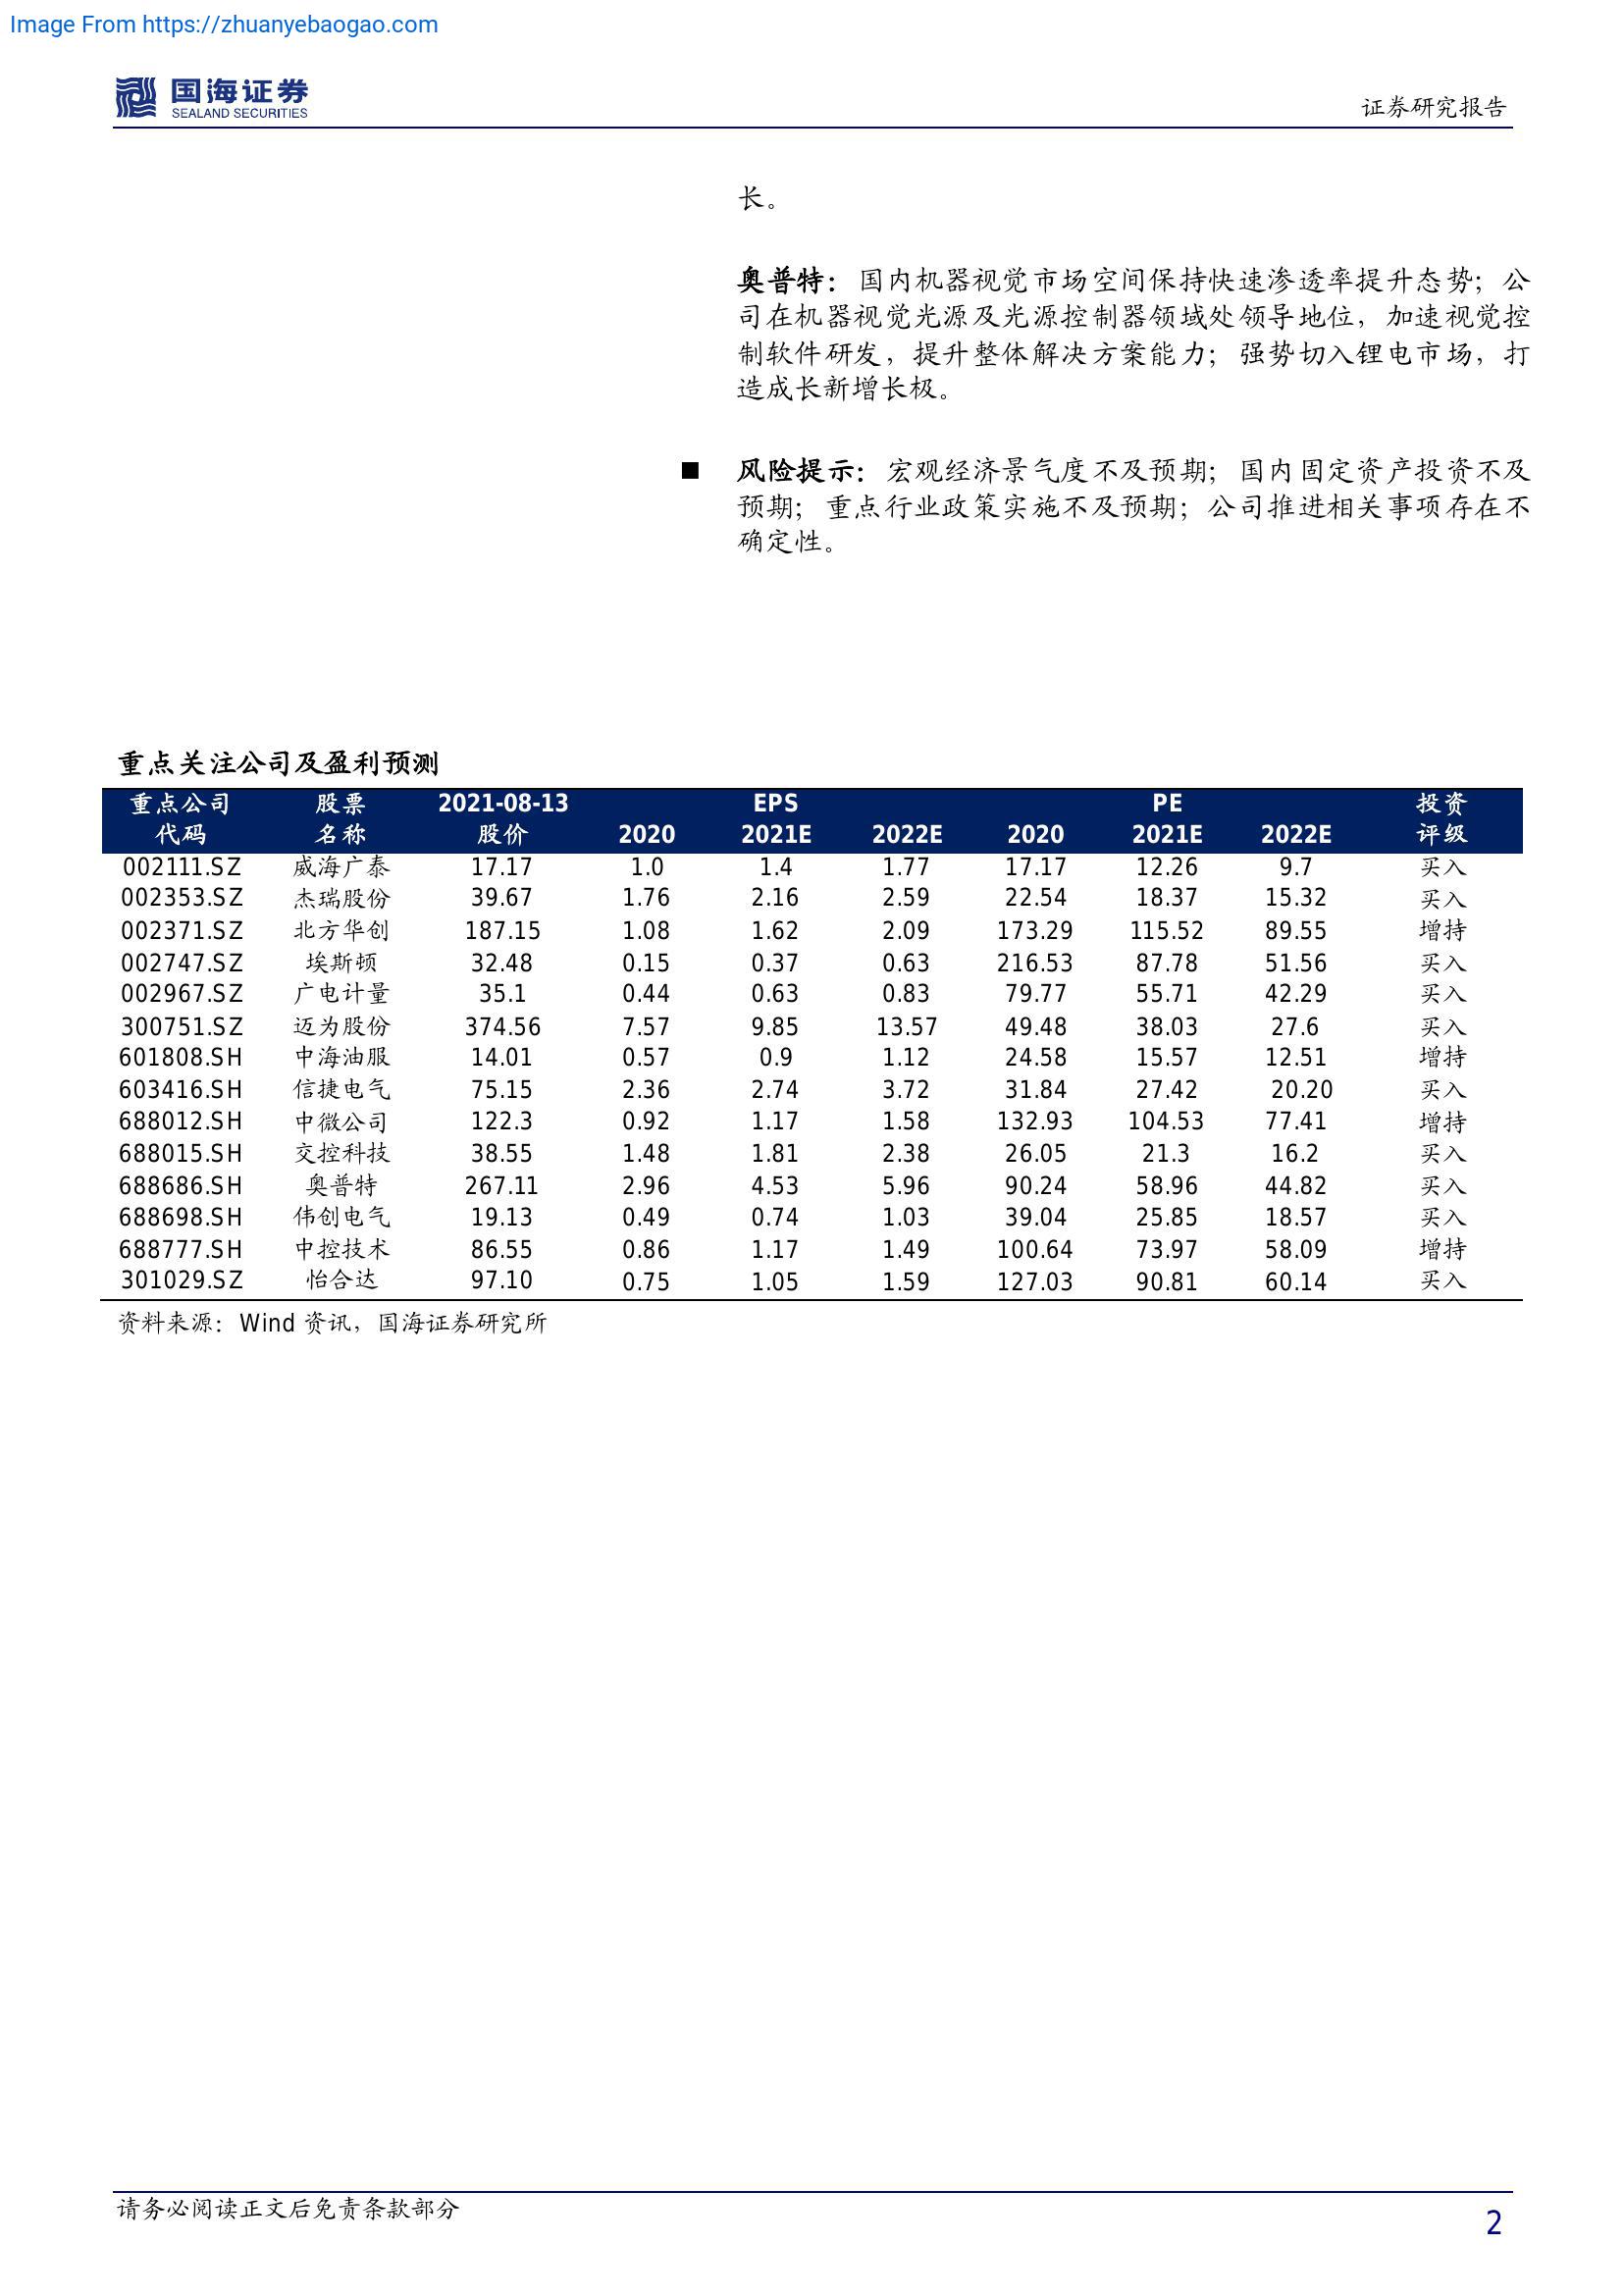 Image From https://zhuanyebaogao.com
国海证券
SEALAND SECURITIES
证券研究报告
长。
奥普特：国内机器视觉市场空间保持快速渗透率提升态势；公
司在机器视觉光源及光源控制器领域处领导地位，加速视觉控
制软件研发，提升整体解决方案能力；强势切入锂电市场，打
造成长新增长极。
■ 风险提示：宏观经济景气度不及预期；国内固定资产投资不及
预期；重点行业政策实施不及预期；公司推进相关事项存在不
确定性。
重点关注公司及盈利预测
重点公司 股票 2021-08-13 EPS PE 投资
代码 名称 股价 2020 2021E 2022E 2020 2021E 2022E 评级
002111.SZ 威海广泰 17.17 1.0 1.4 1.77 17.17 12.26 9.7 买入
002353.SZ 杰瑞股份 39.67 1.76 2.16 2.59 22.54 18.37 15.32 买入
002371.SZ 北方华创 187.15 1.08 1.62 2.09 173.29 115.52 89.55 增持
002747.SZ 埃斯顿 32.48 0.15 0.37 0.63 216.53 87.78 51.56 买入
002967.SZ 广电计量 35.1 0.44 0.63 0.83 79.77 55.71 42.29 买入
300751.SZ 迈为股份 374.56 7.57 9.85 13.57 49.48 38.03 27.6 买入
601808.SH 中海油服 14.01 0.57 0.9 1.12 24.58 15.57 12.51 增持
603416.SH 信捷电气 75.15 2.36 2.74 3.72 31.84 27.42 20.20 买入
688012.SH 中微公司 122.3 0.92 1.17 1.58 132.93 104.53 77.41 增持
688015.SH 交控科技 38.55 1.48 1.81 2.38 26.05 21.3 16.2 买入
688686.SH 奥普特 267.11 2.96 4.53 5.96 90.24 58.96 44.82 买入
688698.SH 伟创电气 19.13 0.49 0.74 1.03 39.04 25.85 18.57 买入
688777.SH 中控技术 86.55 0.86 1.17 1.49 100.64 73.97 58.09 增持
301029.SZ 怡合达 97.10 0.75 1.05 1.59 127.03 90.81 60.14 买入
资料来源：Wind 资讯，国海证券研究所
请务必阅读正文后免责条款部分
2